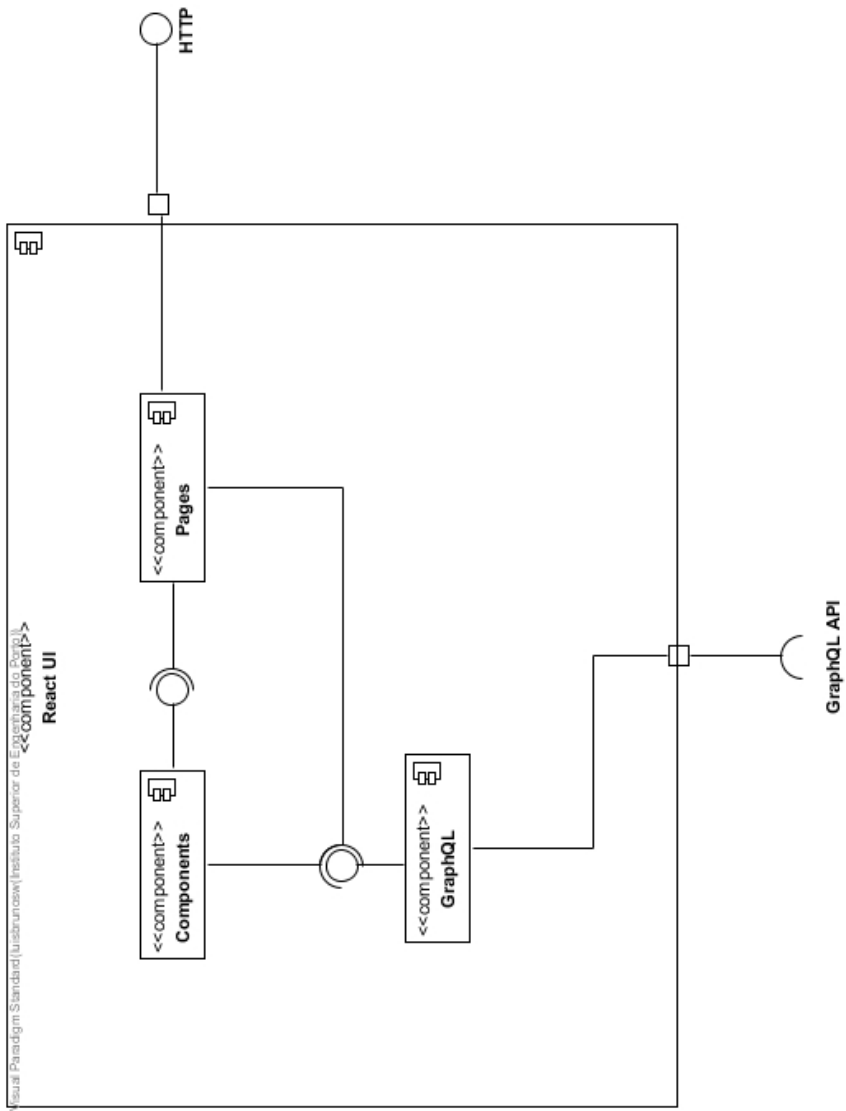 Visual Paradigm Standard(luisbrunosw(Instituto Superior de Engenharia do Porto))
<<component>>
React UI
<<component>>
Components
<<component>>
Pages
<<component>>
GraphQL
HTTP
GraphQL API